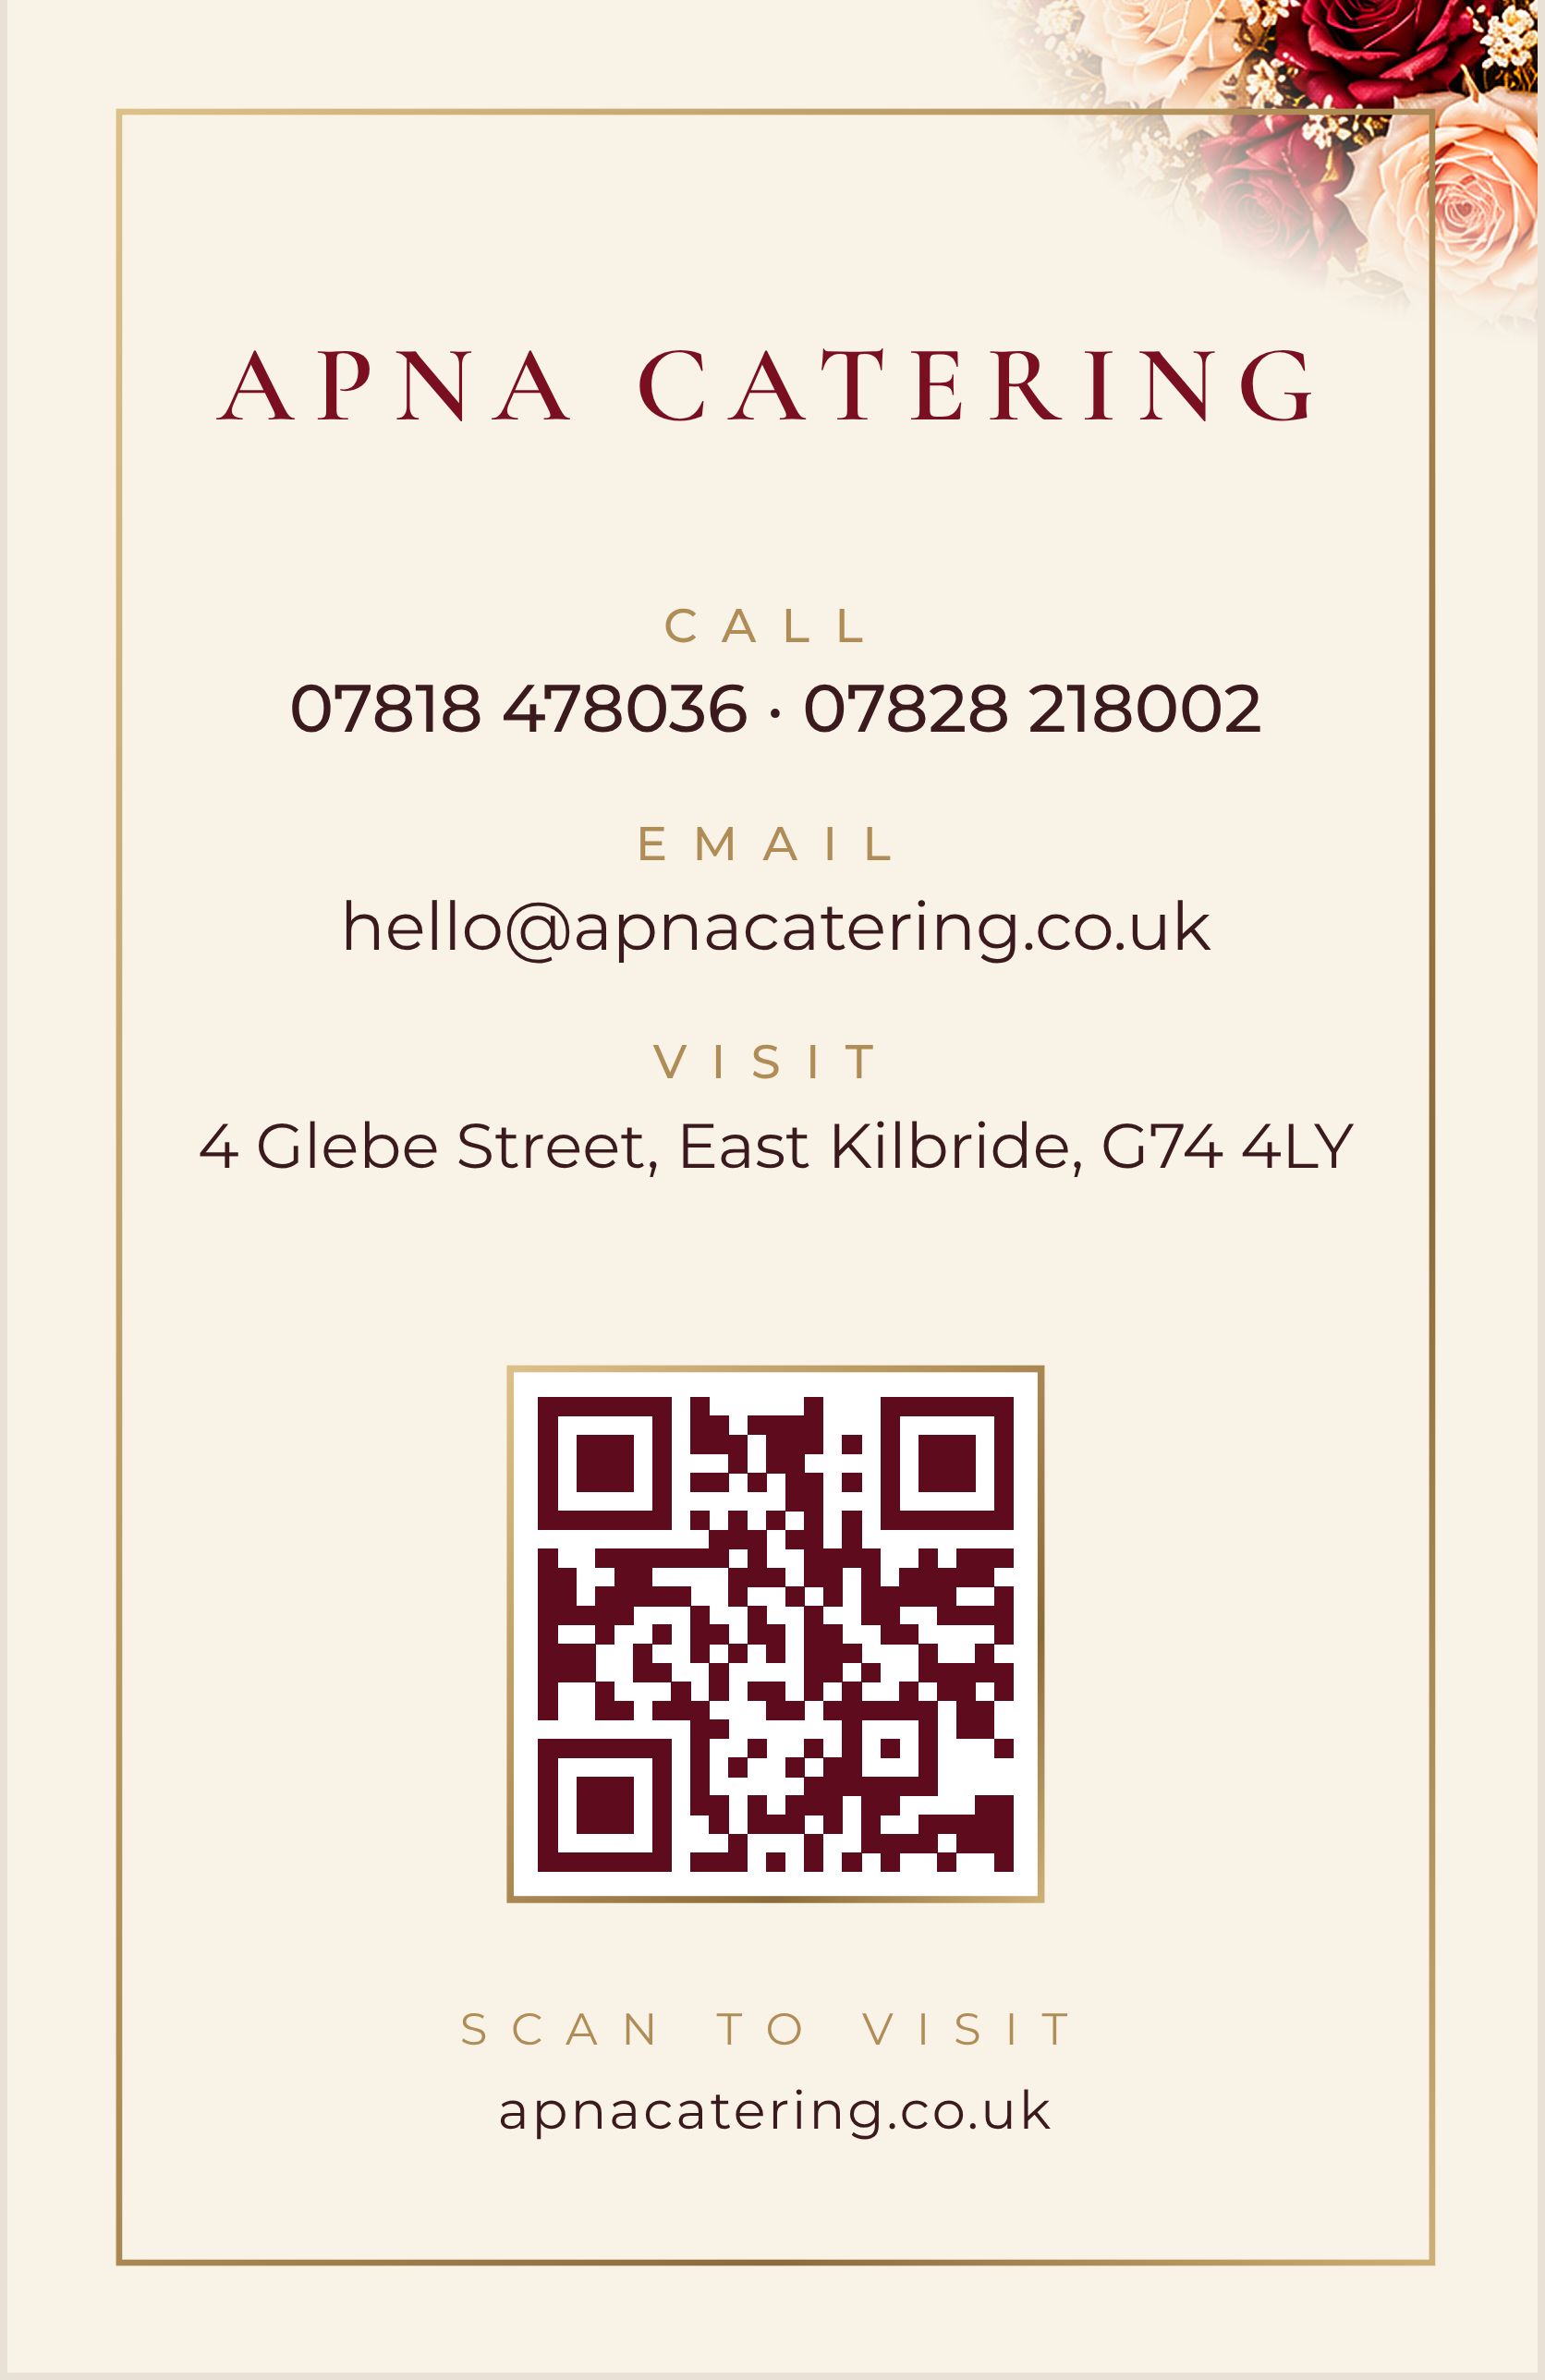 APNA CATERING
CALL
07818 478036 · 07828 218002
EMAIL
hello@apnacatering.co.uk
VISIT
4 Glebe Street, East Kilbride, G74 4LY
SCAN TO VISIT
apnacatering.co.uk